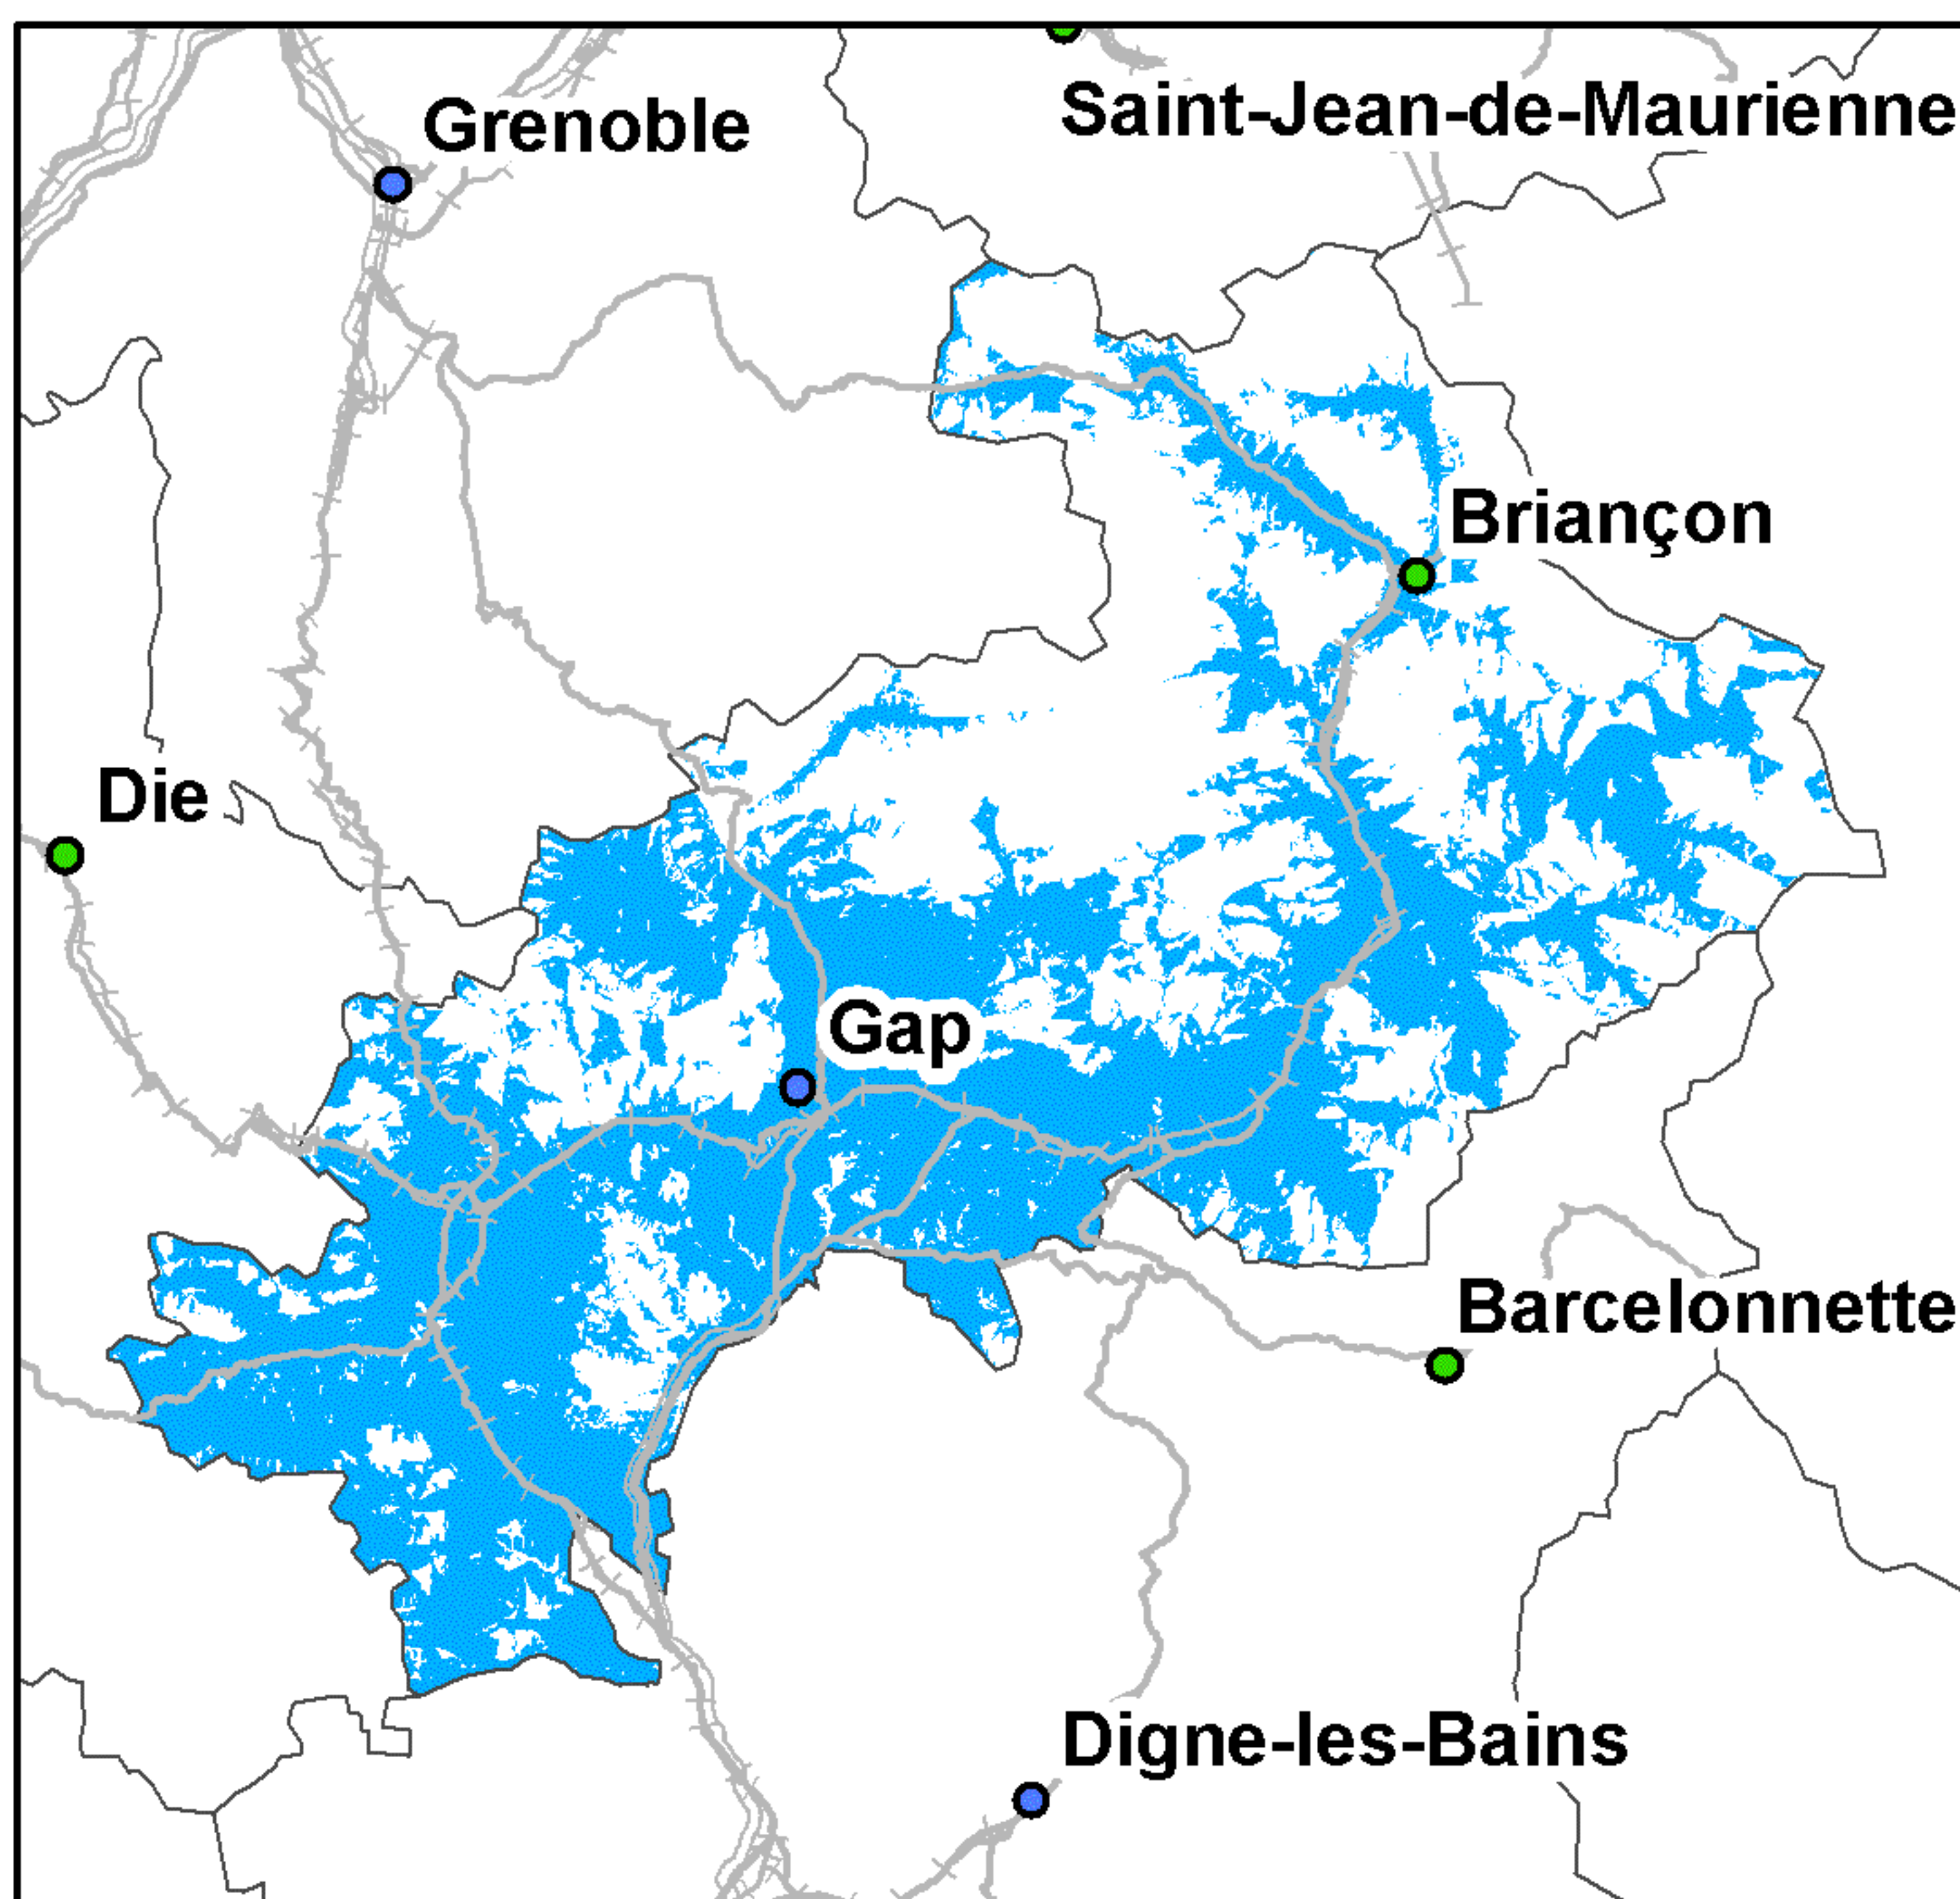 Grenoble
Saint-Jean-de-Maurienne
Briançon
Die
Gap
Barcelonnette
Digne-les-Bains